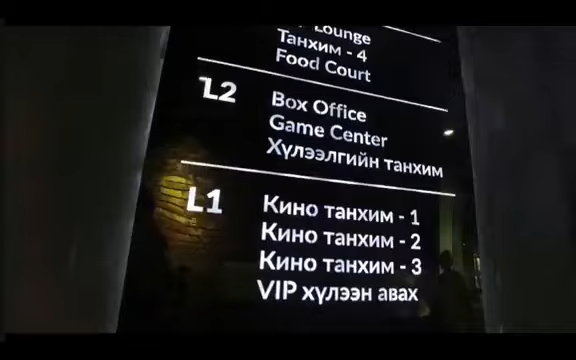 Lounge
Танхим - 4
Food Court
L2
Box Office
Game Center
Хүлээлгийн танхим
L1
Кино танхим - 1
Кино танхим - 2
Кино танхим - 3
VIP хүлээн авах